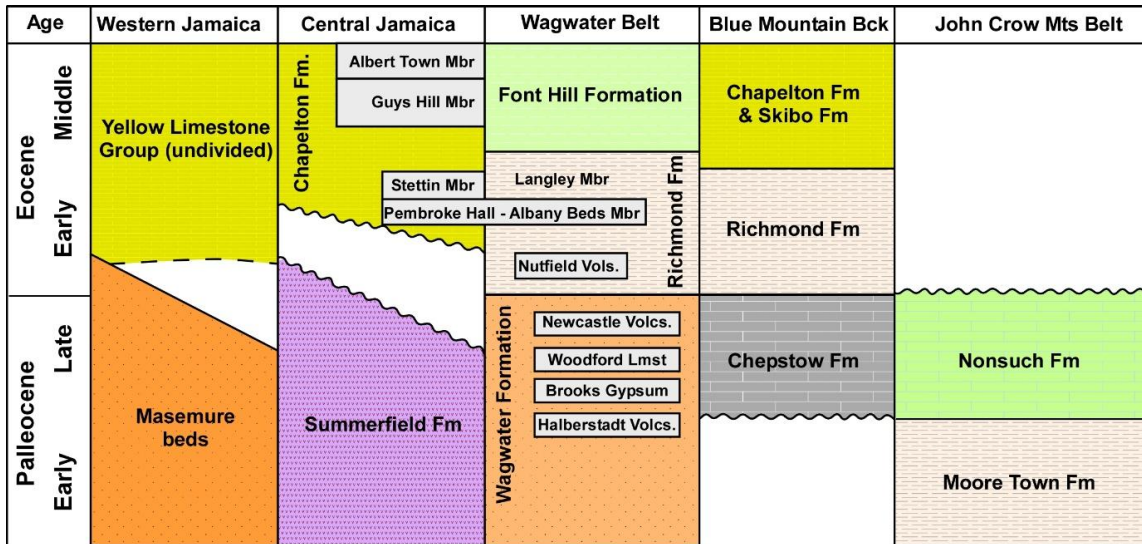 Age
Western Jamaica
Central Jamaica
Wagwater Belt
Blue Mountain Bck
John Crow Mts Belt
Eocene
Middle
Early
Palleocene
Late
Early
Yellow Limestone
Group (undivided)
Masemure
beds
Chapelton Fm.
Albert Town Mbr
Guys Hill Mbr
Stettin Mbr
Pembroke Hall - Albany Beds Mbr
Summerfield Fm
Font Hill Formation
Langley Mbr
Richmond Fm
Nutfield Vols.
Wagwater Formation
Newcastle Volcs.
Woodford Lmst
Brooks Gypsum
Halberstadt Volcs.
Chapelton Fm
& Skibo Fm
Richmond Fm
Chepstow Fm
Nonsuch Fm
Moore Town Fm